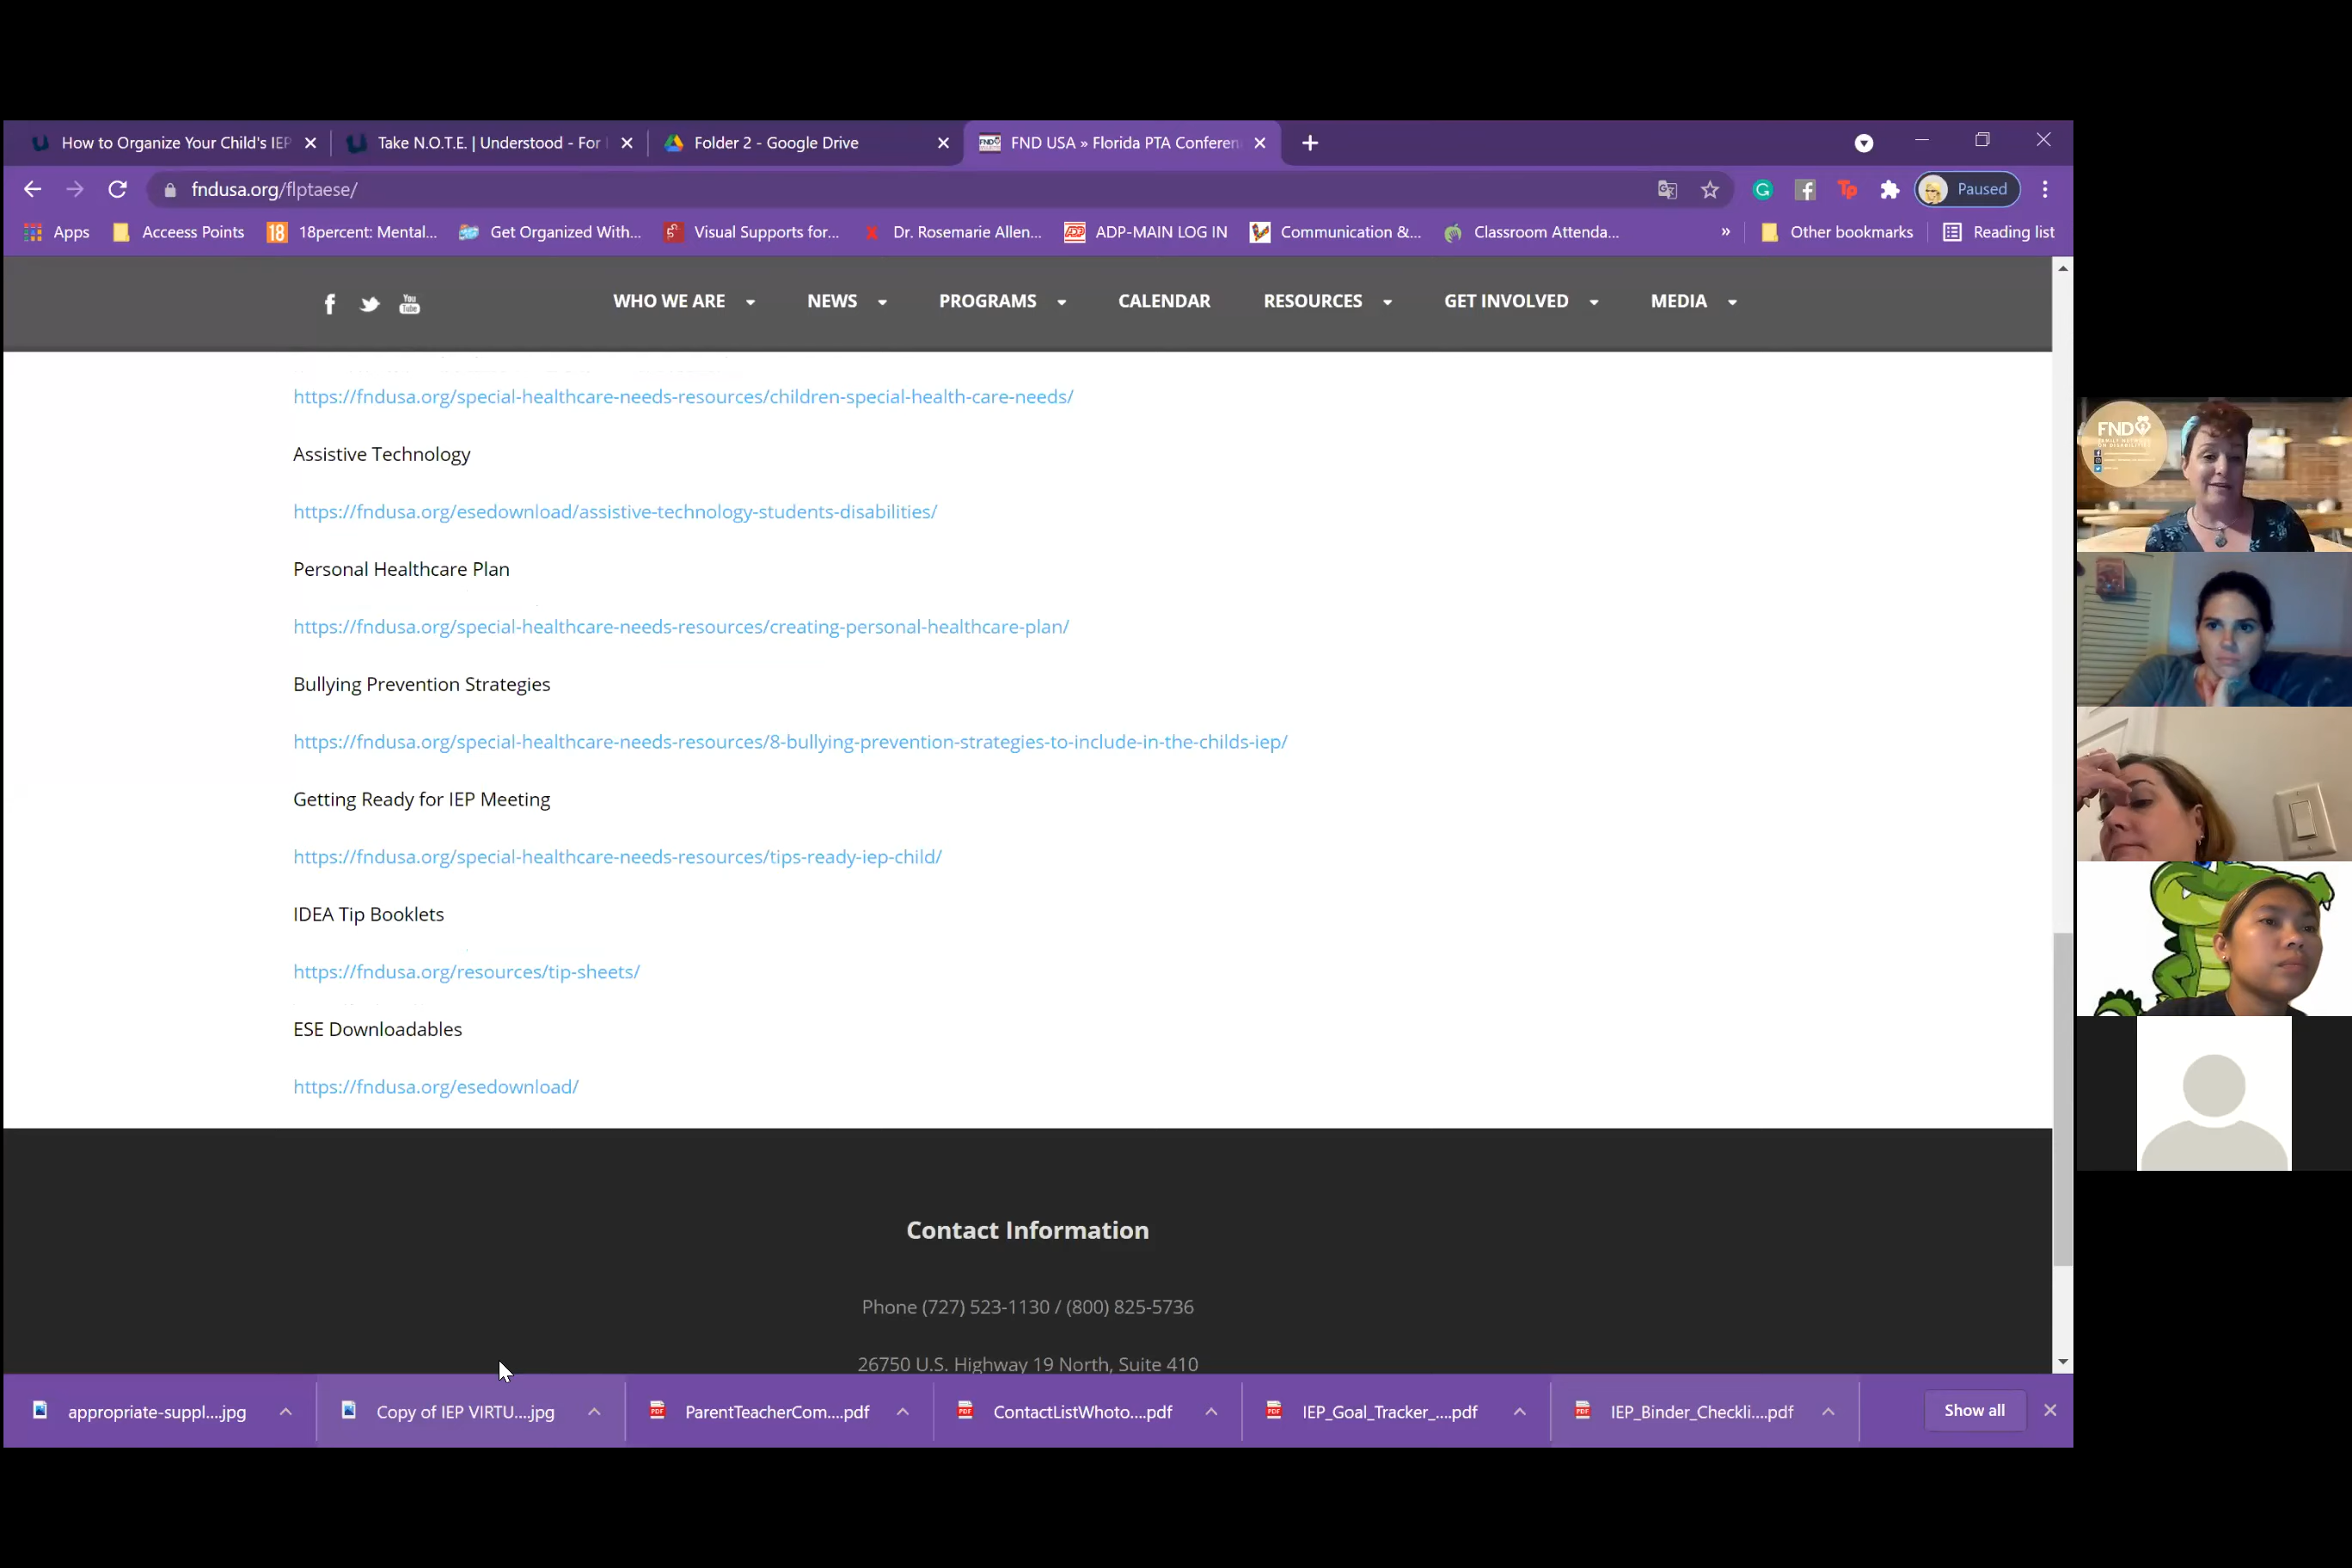 How to Organize Your Child's IEP
Take N.O.T.E. | Understood - For
Folder 2 - Google Drive
FND USA » Florida PTA Conferen
fndusa.org/flptaese/
Paused
Apps
Acceess Points
18
18percent: Mental...
Get Organized With...
Visual Supports for...
Dr. Rosemarie Allen...
ADP-MAIN LOG IN
Communication &...
Classroom Attenda...
»
Other bookmarks
Reading list
WHO WE ARE
NEWS
PROGRAMS
CALENDAR
RESOURCES
GET INVOLVED
MEDIA
https://fndusa.org/special-healthcare-needs-resources/children-special-health-care-needs/
Assistive Technology
https://fndusa.org/esedownload/assistive-technology-students-disabilities/
Personal Healthcare Plan
https://fndusa.org/special-healthcare-needs-resources/creating-personal-healthcare-plan/
Bullying Prevention Strategies
https://fndusa.org/special-healthcare-needs-resources/8-bullying-prevention-strategies-to-include-in-the-childs-iep/
Getting Ready for IEP Meeting
https://fndusa.org/special-healthcare-needs-resources/tips-ready-iep-child/
IDEA Tip Booklets
https://fndusa.org/resources/tip-sheets/
ESE Downloadables
https://fndusa.org/esedownload/
Contact Information
Phone (727) 523-1130 / (800) 825-5736
26750 U.S. Highway 19 North, Suite 410
appropriate-suppl....jpg
Copy of IEP VIRTU....jpg
ParentTeacherCom....pdf
ContactListWhoto....pdf
IEP_Goal_Tracker_....pdf
IEP_Binder_Checkli....pdf
Show all
FND